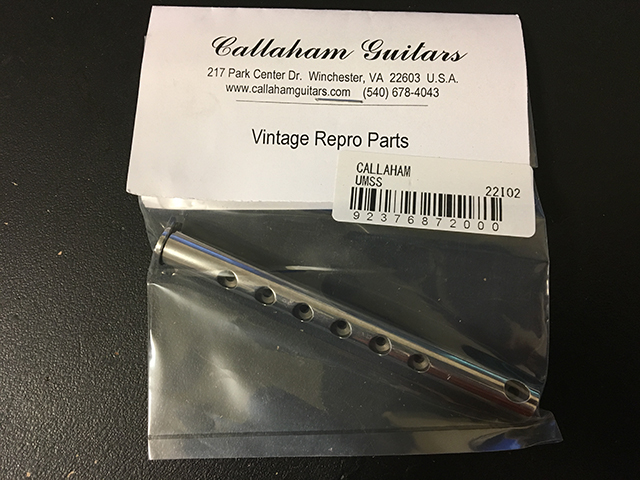 Callaham Guitars
217 Park Center Dr. Winchester, VA 22603 U.S.A.
www.callahamguitars.com (540) 678-4043
Vintage Repro Parts
CALLAHAM
UMSS 22I02
92376872000